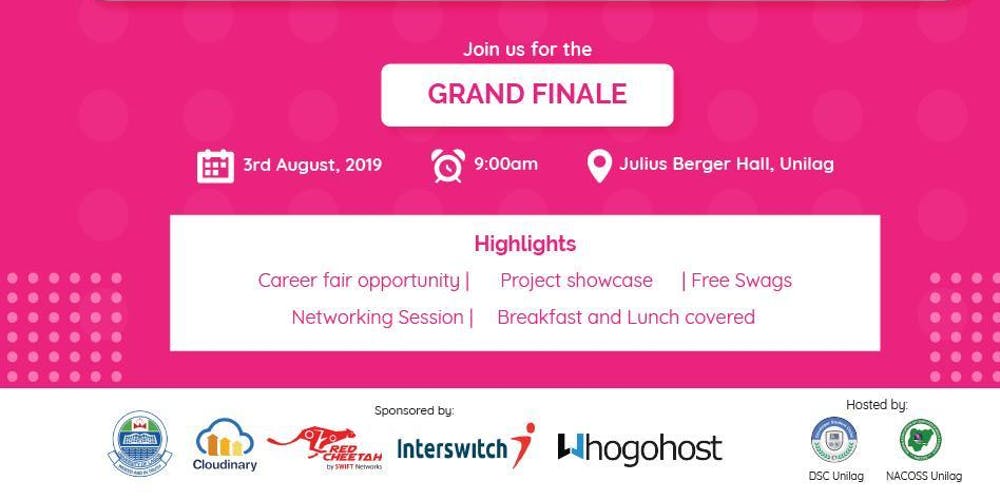 Join us for the
GRAND FINALE
3rd August, 2019 9:00am Julius Berger Hall, Unilag
Highlights
Career fair opportunity | Project showcase | Free Swags
Networking Session | Breakfast and Lunch covered
Sponsored by:
Hosted by:
Cloudinary
RED
CHEETAH
by SWIFT Networks
Interswitch
Whogohost
DSC Unilag
NACOSS Unilag